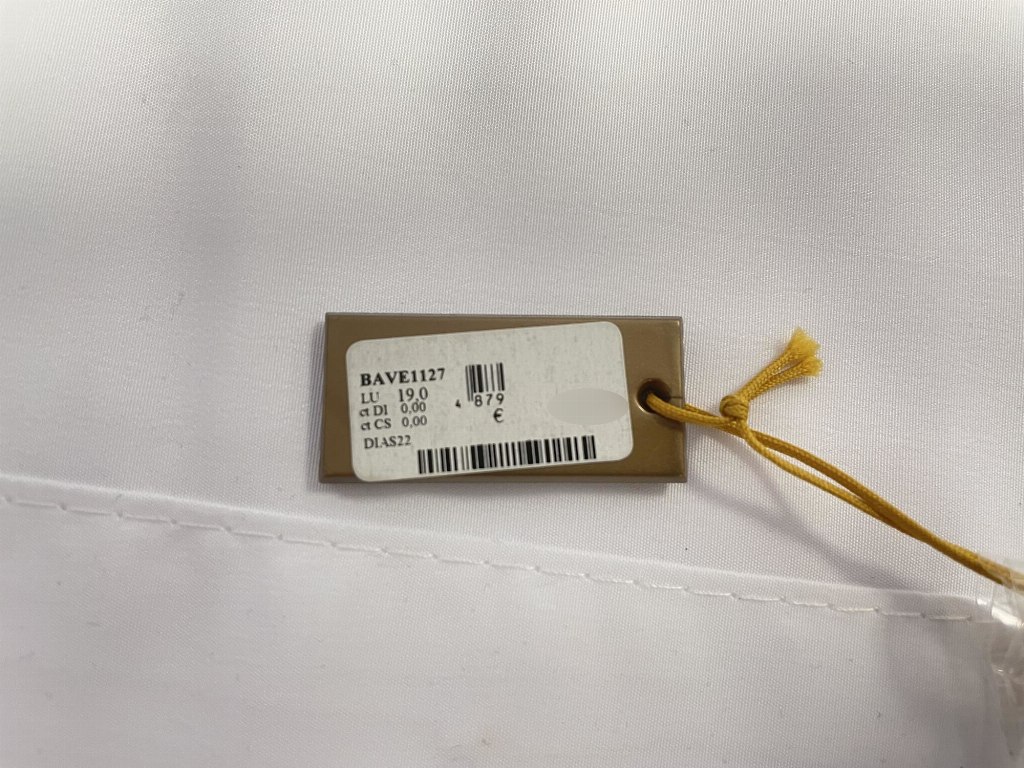 BAVE1127
LU 19,0
ct DI 0,00
ct CS 0,00
DIAS22
4 879
€